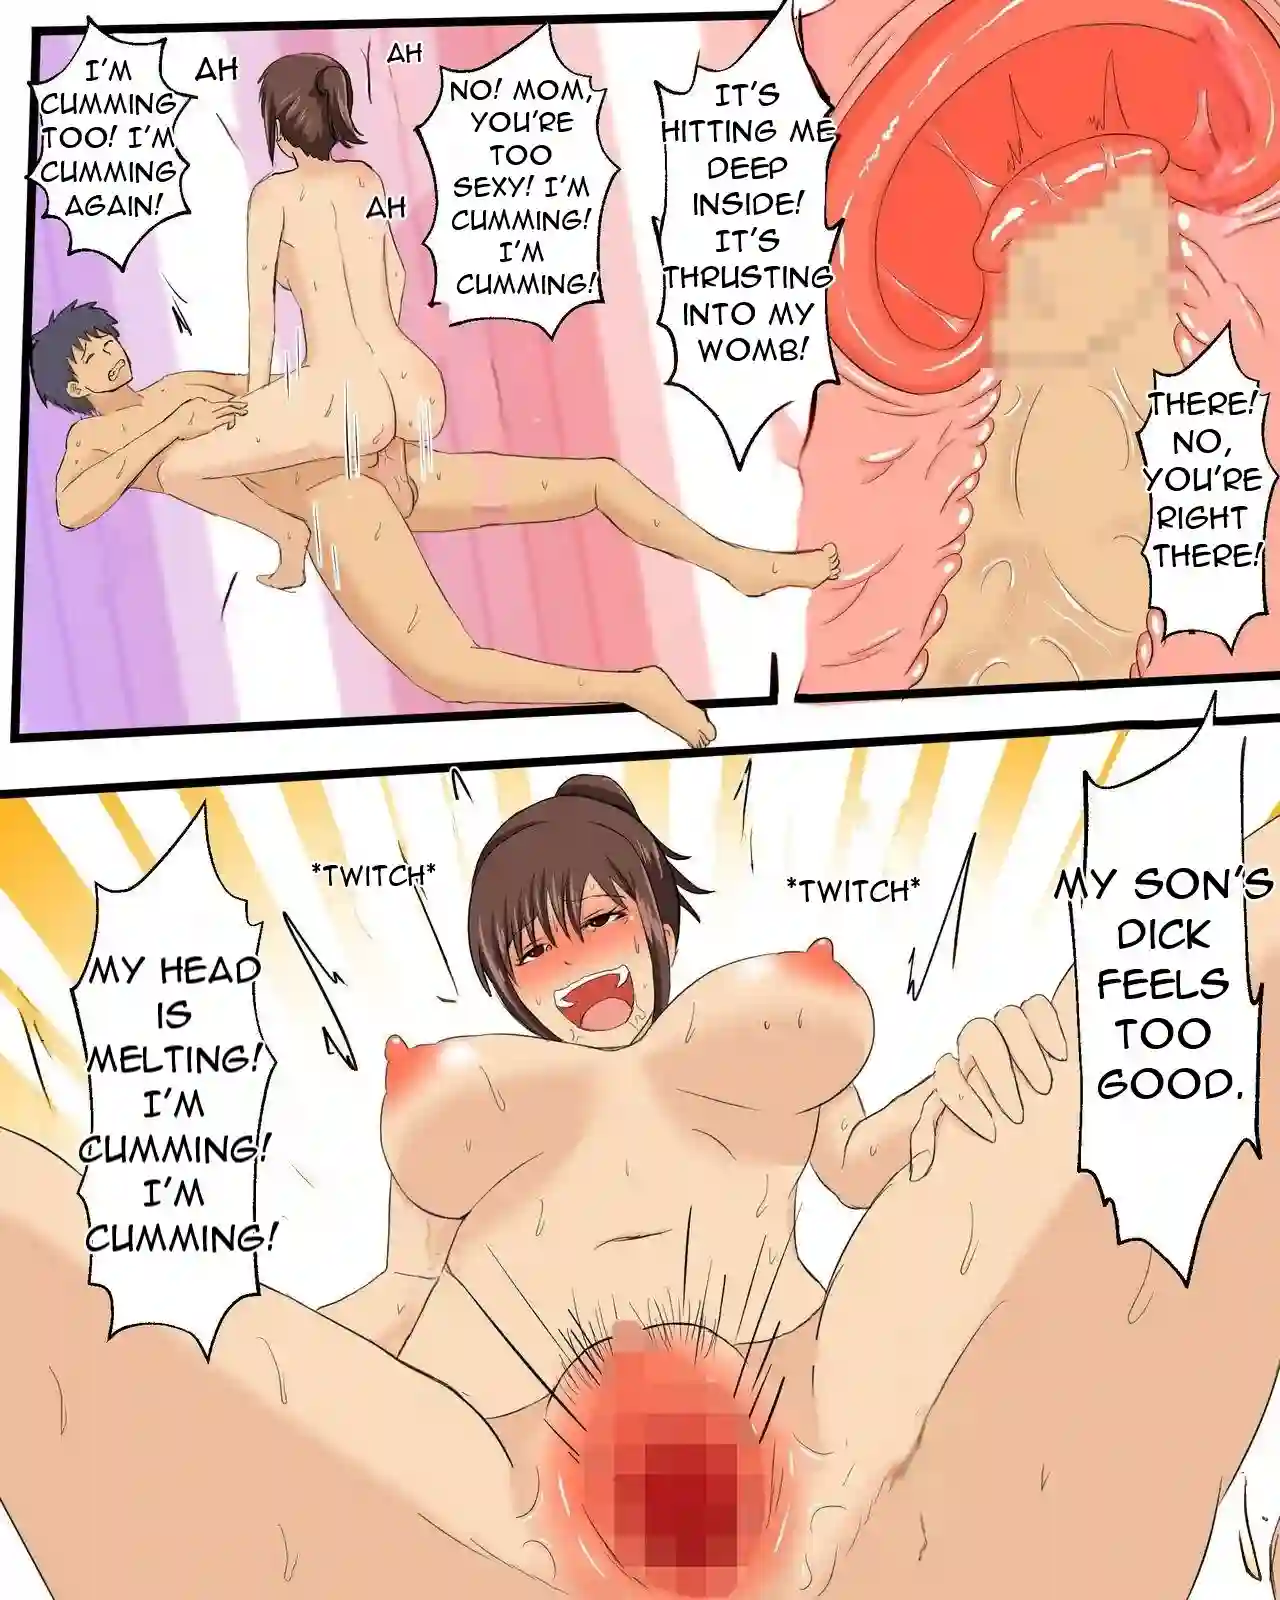 I'M
CUMMING
TOO! I'M
CUMMING
AGAIN!
AH
AH
AH
NO! MOM,
YOU'RE
TOO
SEXY! I'M
CUMMING!
I'M
CUMMING!
IT'S
HITTING ME
DEEP
INSIDE!
IT'S
THRUSTING
INTO MY
WOMB!
THERE!
NO,
YOU'RE
RIGHT
THERE!
MY HEAD
IS
MELTING!
I'M
CUMMING!
I'M
CUMMING!
*TWITCH*
*TWITCH*
MY SON'S
DICK
FEELS
TOO
GOOD.